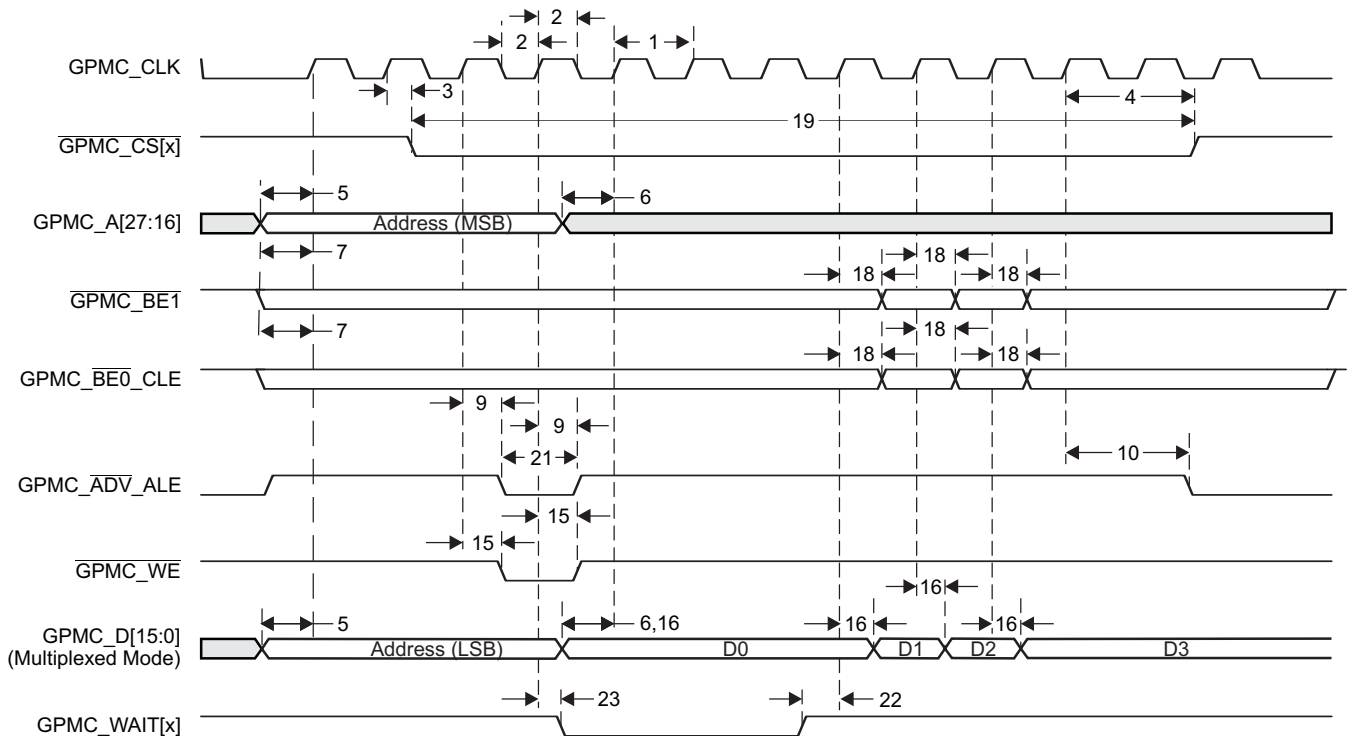 2
2
1
GPMC_CLK
3
4
19
GPMC_CS[x]
5
6
GPMC_A[27:16]
Address (MSB)
7
18
18
18
GPMC_BE1
7
18
18
18
GPMC_BE0_CLE
9
9
10
21
GPMC_ADV_ALE
15
15
GPMC_WE
16
5
6,16
16
16
GPMC_D[15:0]
(Multiplexed Mode)
Address (LSB)
D0
D1
D2
D3
23
22
GPMC_WAIT[x]